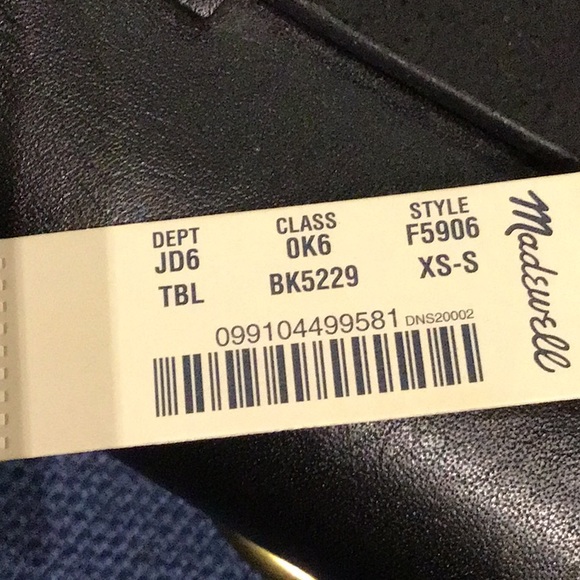 DEPT CLASS STYLE
JD6 0K6 F5906
TBL BK5229 XS-S
099104499581 DNS20002
Madewell